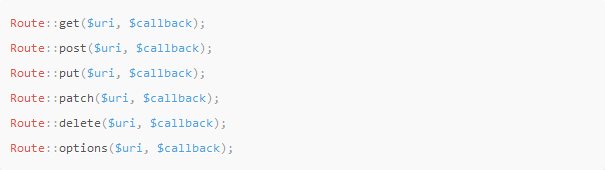 Route::get($uri, $callback);
Route::post($uri, $callback);
Route::put($uri, $callback);
Route::patch($uri, $callback);
Route::delete($uri, $callback);
Route::options($uri, $callback);